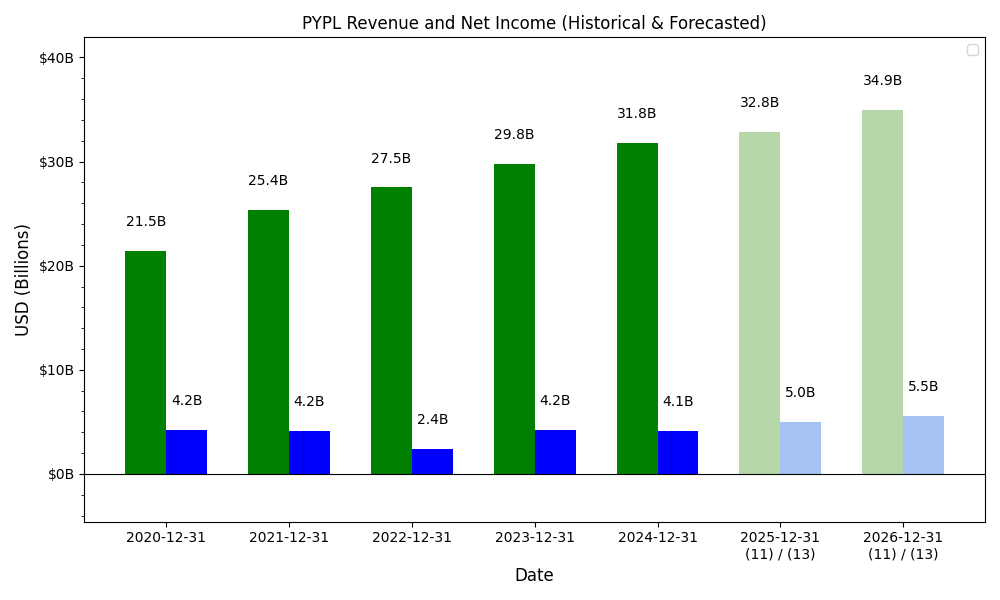 PYPL Revenue and Net Income (Historical & Forecasted)
$40B
$30B
$20B
$10B
$0B
USD (Billions)
21.5B
4.2B
25.4B
4.2B
27.5B
2.4B
29.8B
4.2B
31.8B
4.1B
32.8B
5.0B
34.9B
5.5B
2020-12-31
2021-12-31
2022-12-31
2023-12-31
2024-12-31
2025-12-31
(11) / (13)
2026-12-31
(11) / (13)
Date